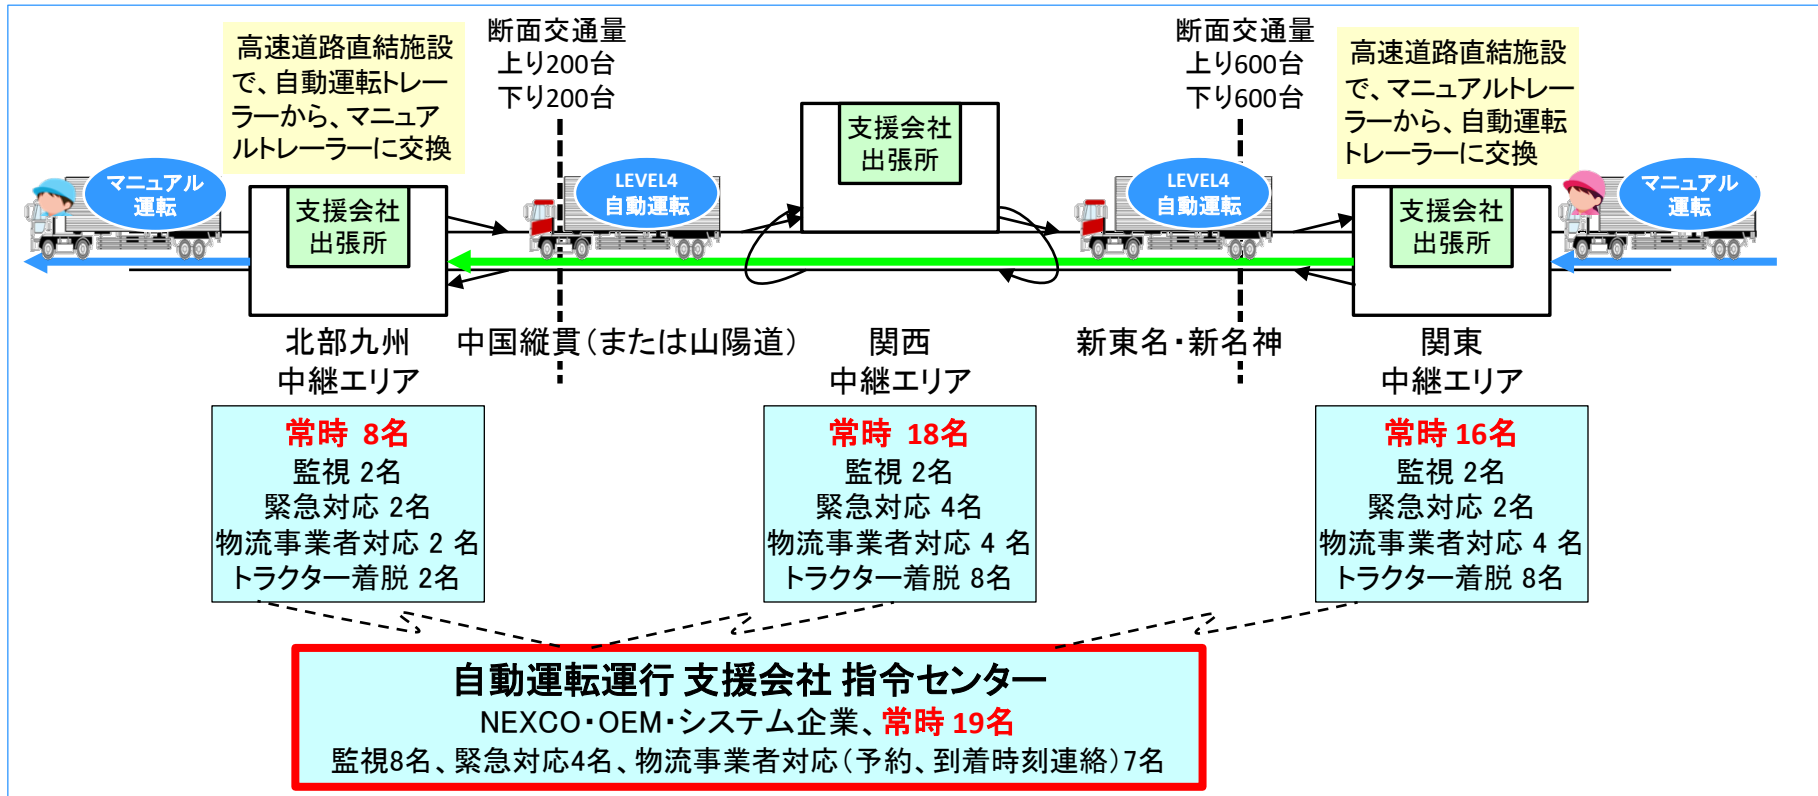 高速道路直結施設
で、自動運転トレー
ラーから、マニュア
ルトレーラーに交換
断面交通量
上り200台
下り200台
断面交通量
上り600台
下り600台
高速道路直結施設
で、マニュアルトレー
ラーから、自動運転
トレーラーに交換
マニュアル
運転
支援会社
出張所
LEVEL4
自動運転
支援会社
出張所
LEVEL4
自動運転
支援会社
出張所
マニュアル
運転
北部九州
中継エリア
中国縦貫（または山陽道）
関西
中継エリア
新東名・新名神
関東
中継エリア
常時 8名
監視 2名
緊急対応 2名
物流事業者対応 2 名
トラクター着脱 2名
常時 18名
監視 2名
緊急対応 4名
物流事業者対応 4 名
トラクター着脱 8名
常時 16名
監視 2名
緊急対応 2名
物流事業者対応 4 名
トラクター着脱 8名
自動運転運行 支援会社 指令センター
NEXCO・OEM・システム企業、常時 19名
監視8名、緊急対応4名、物流事業者対応（予約、到着時刻連絡）7名